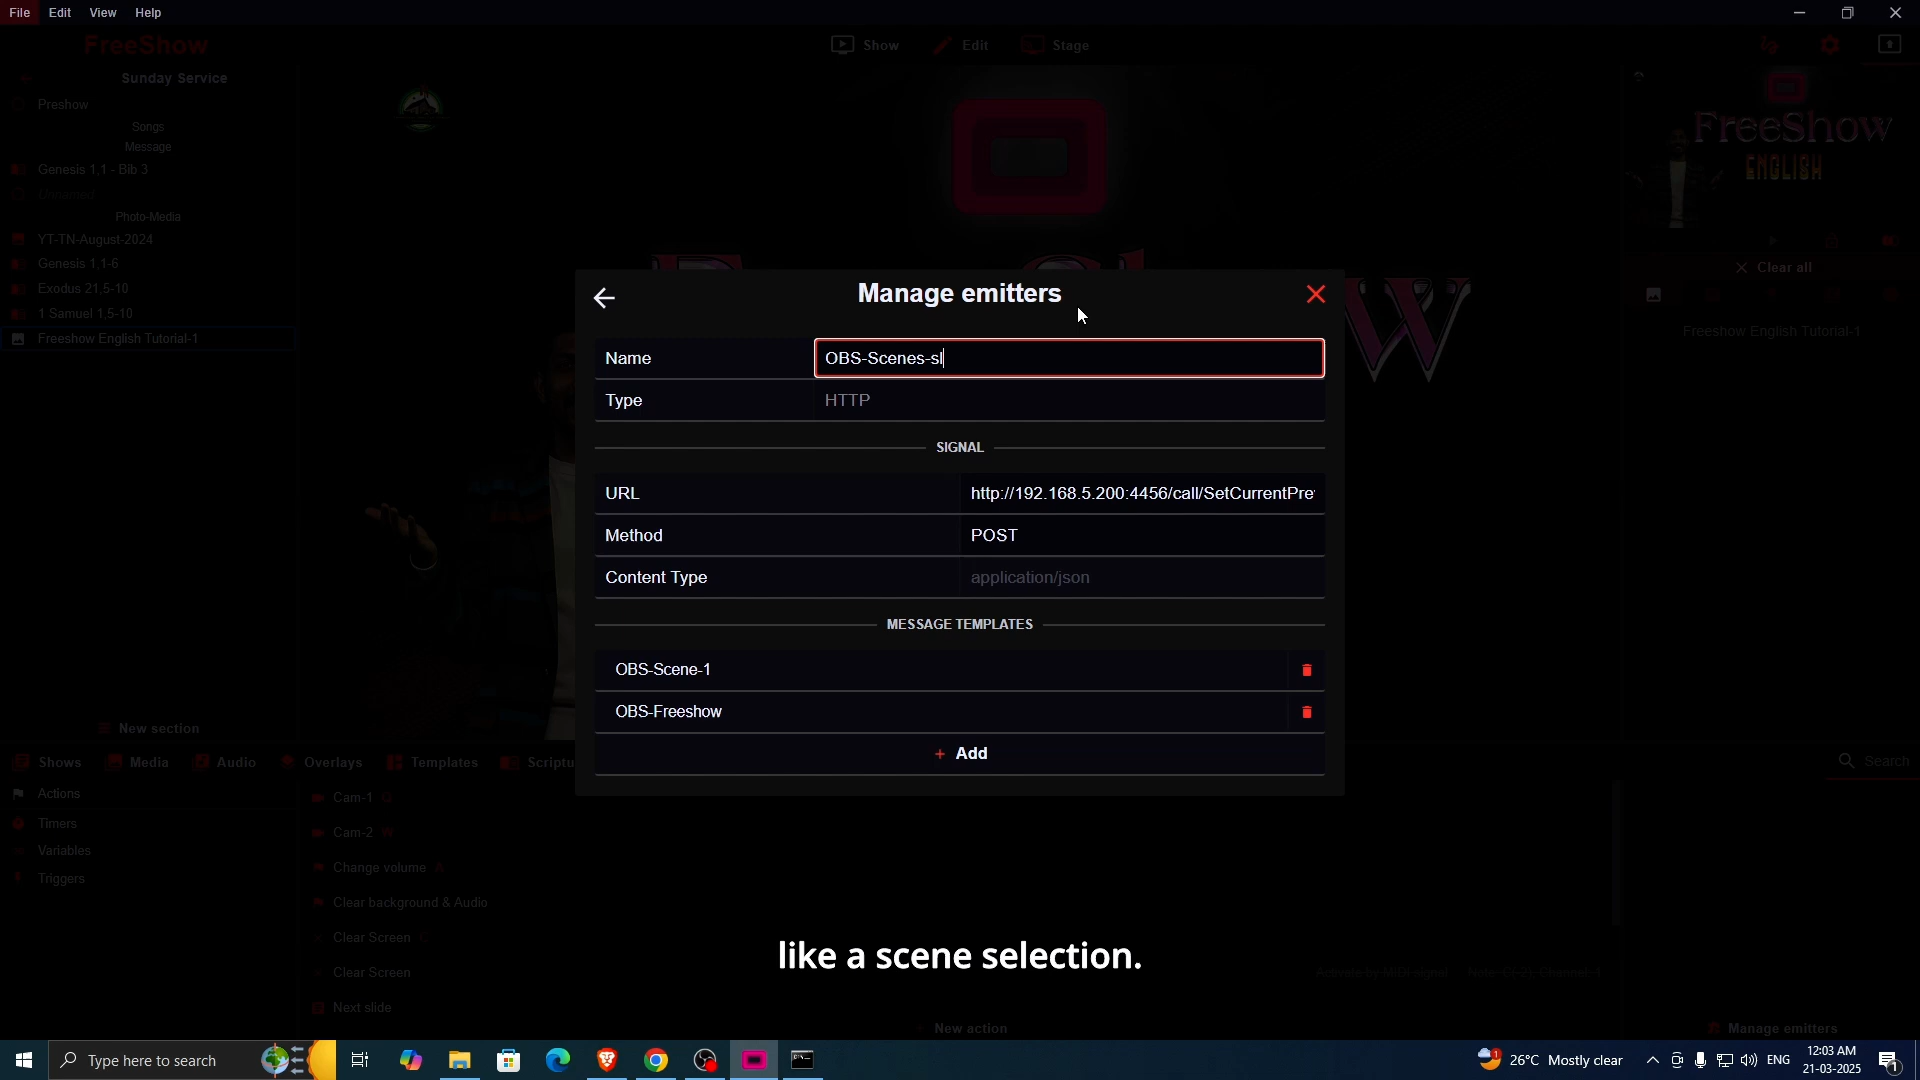 File Edit View Help
FreeShow
Show Edit Stage
Sunday Service
Preshow
Songs
Message
Genesis 1,1 - Bib 3
Unnamed
Photo-Media
YT-TN-August-2024
Genesis 1,1-6
Exodus 21,5-10
1 Samuel 1,5-10
Freeshow English Tutorial-1
New section
FreeShow
ENGLISH
Clear all
Freeshow English Tutorial-1
W
Manage emitters
Name OBS-Scenes-sl
Type HTTP
SIGNAL
URL http://192.168.5.200:4456/call/SetCurrentPre
Method POST
Content Type application/json
MESSAGE TEMPLATES
OBS-Scene-1
OBS-Freeshow
+ Add
Shows Media Audio Overlays Templates Scriptu
Search
Actions
Timers
Variables
Triggers
Cam-1 Q
Cam-2 W
Change volume A
Clear background & Audio
Clear Screen C
Clear Screen
Next slide
New action
Manage emitters
like a scene selection.
Type here to search
26°C Mostly clear
ENG
12:03 AM
21-03-2025